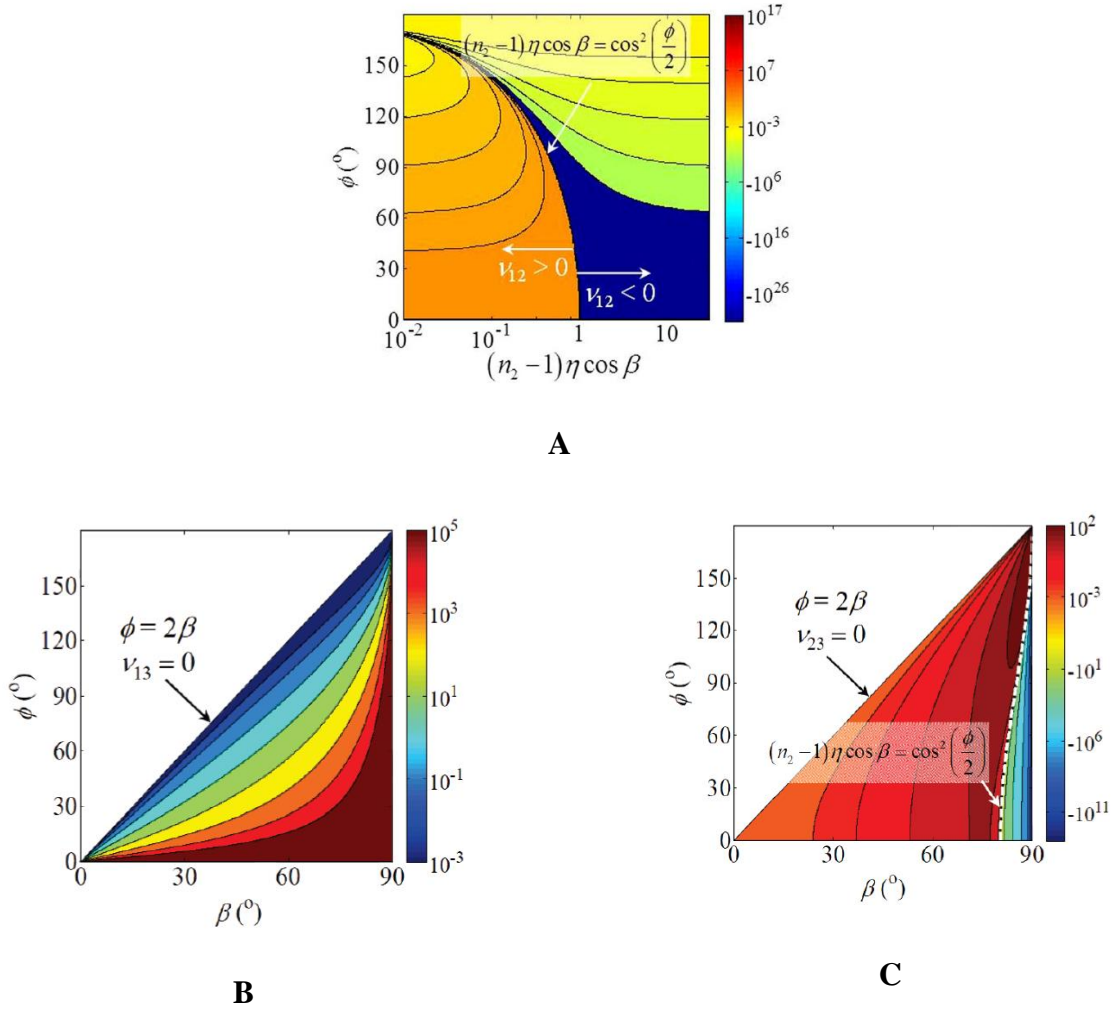 A
(n₂−1)η cos β = cos²(ϕ/2)
ν₁₂ > 0
ν₁₂ < 0
ϕ (°)
150
120
90
60
30
0
10⁻²
10⁻¹
1
10
(n₂−1)η cos β
10¹⁷
10⁷
10⁻³
-10⁶
-10¹⁶
-10²⁶
A
ϕ = 2β
ν₁₃ = 0
ϕ (°)
150
120
90
60
30
0
0
30
60
90
β (°)
10⁵
10³
10¹
10⁻¹
10⁻³
B
ϕ = 2β
ν₂₃ = 0
(n₂−1)η cos β = cos²(ϕ/2)
ϕ (°)
150
120
90
60
30
0
0
30
60
90
β (°)
10²
10⁻³
-10¹
-10⁶
-10¹¹
C